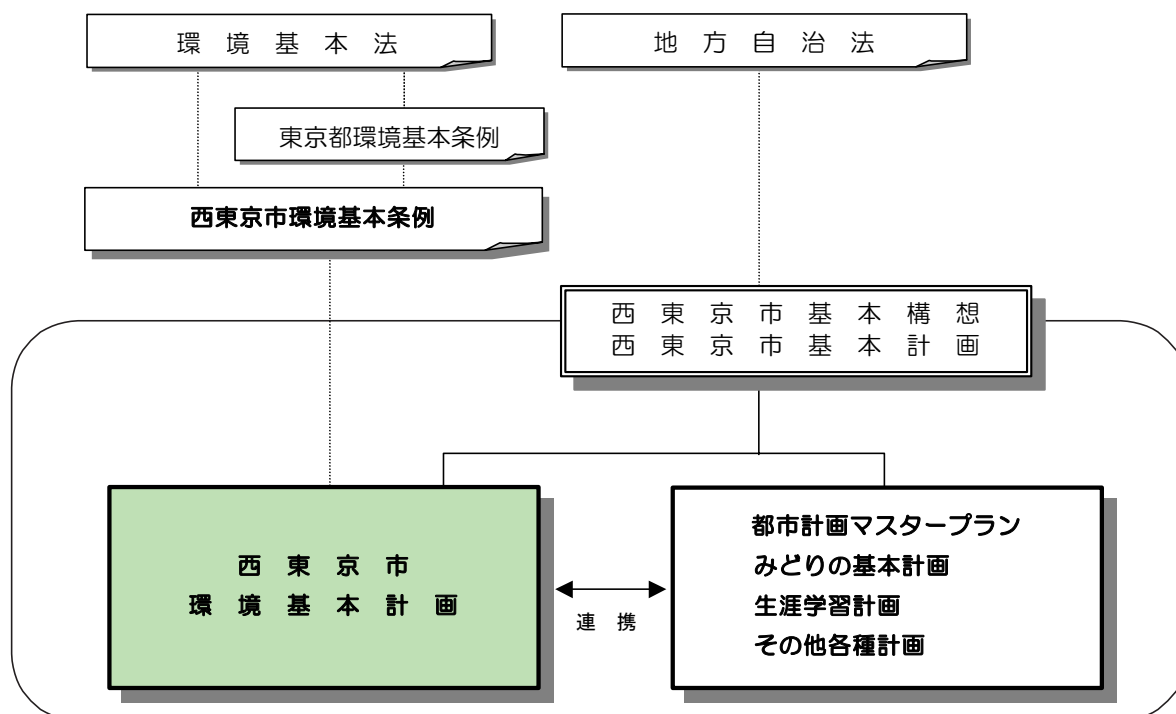 環境基本法
地方自治法
東京都環境基本条例
西東京市環境基本条例
西東京市基本構想
西東京市基本計画
西東京市
環境基本計画
連携
都市計画マスタープラン
みどりの基本計画
生涯学習計画
その他各種計画